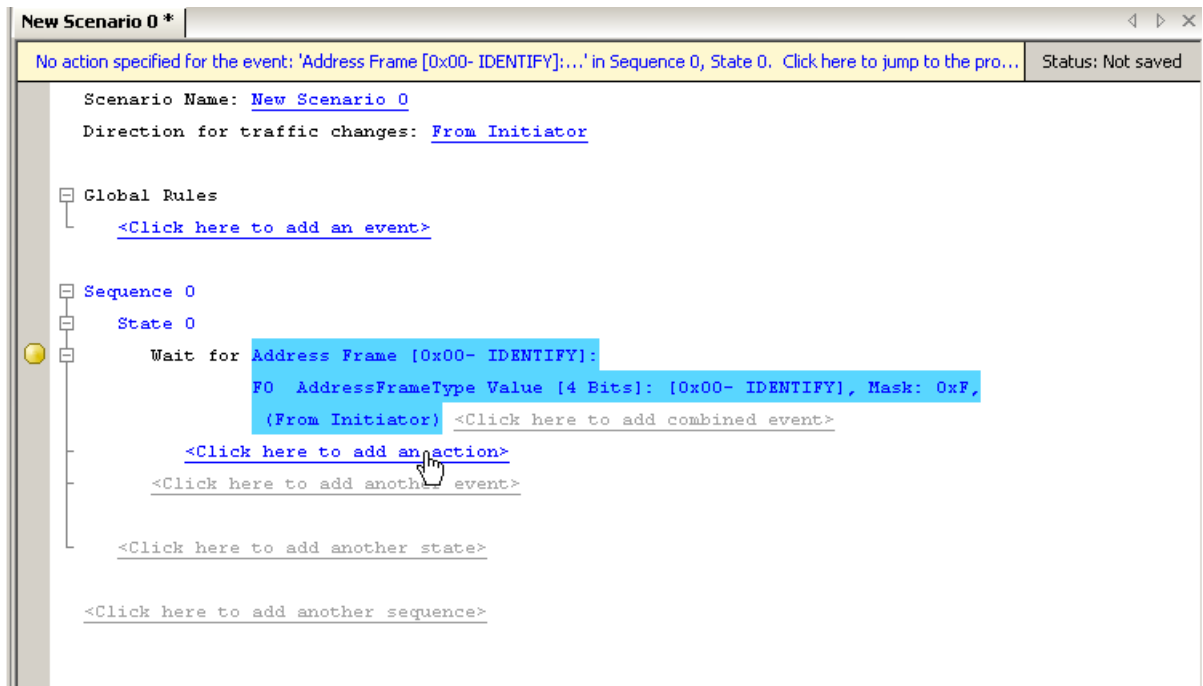 New Scenario 0 *
No action specified for the event: 'Address Frame [0x00- IDENTIFY]:...' in Sequence 0, State 0. Click here to jump to the pro... Status: Not saved
Scenario Name: New Scenario 0
Direction for traffic changes: From Initiator
Global Rules
<Click here to add an event>
Sequence 0
State 0
Wait for Address Frame [0x00- IDENTIFY]:
F0 AddressFrameType Value [4 Bits]: [0x00- IDENTIFY], Mask: 0xF,
(From Initiator) <Click here to add combined event>
<Click here to add an action>
<Click here to add another event>
<Click here to add another state>
<Click here to add another sequence>